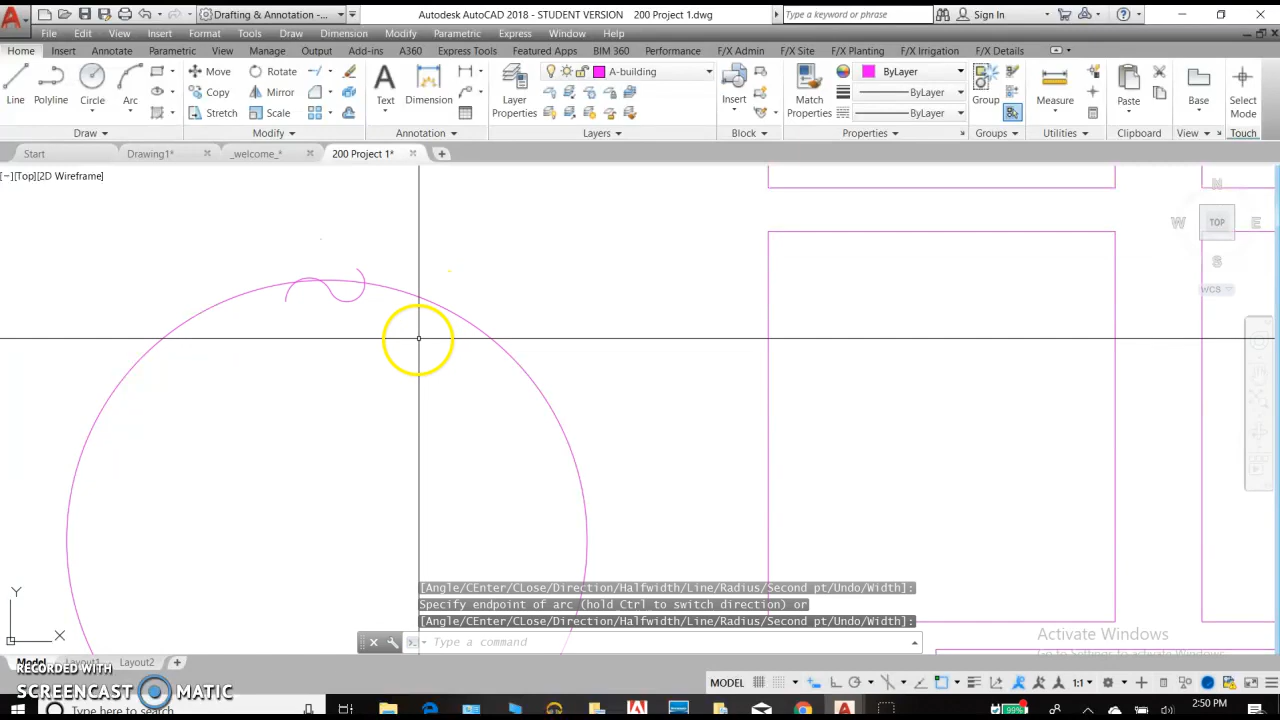 Drafting & Annotation -... Autodesk AutoCAD 2018 - STUDENT VERSION 200 Project 1.dwg Type a keyword or phrase Sign In
File Edit View Insert Format Tools Draw Dimension Modify Parametric Express Window Help
Home Insert Annotate Parametric View Manage Output Add-ins A360 Express Tools Featured Apps BIM 360 Performance F/X Admin F/X Site F/X Planting F/X Irrigation F/X Details
Move Rotate A-building ByLayer
Line Polyline Circle Arc Copy Mirror Text Dimension Layer Properties Insert Match Properties ByLayer Group Measure Paste Base Select Mode
Stretch Scale ByLayer
Draw Modify Annotation Layers Block Properties Groups Utilities Clipboard View Touch
Start Drawing1* _welcome_* 200 Project 1*
[−][Top][2D Wireframe]
N
W TOP E
S
WCS
[Angle/CEnter/CLose/Direction/Halfwidth/Line/Radius/Second pt/Undo/Width]:
Y
Specify endpoint of arc (hold Ctrl to switch direction) or
[Angle/CEnter/CLose/Direction/Halfwidth/Line/Radius/Second pt/Undo/Width]:
X
Activate Windows
Type a command
Go to Settings to activate Windows.
Model Layout1 Layout2
RECORDED WITH
MODEL 1:1
SCREENCAST MATIC
Type here to search 99% 2:50 PM